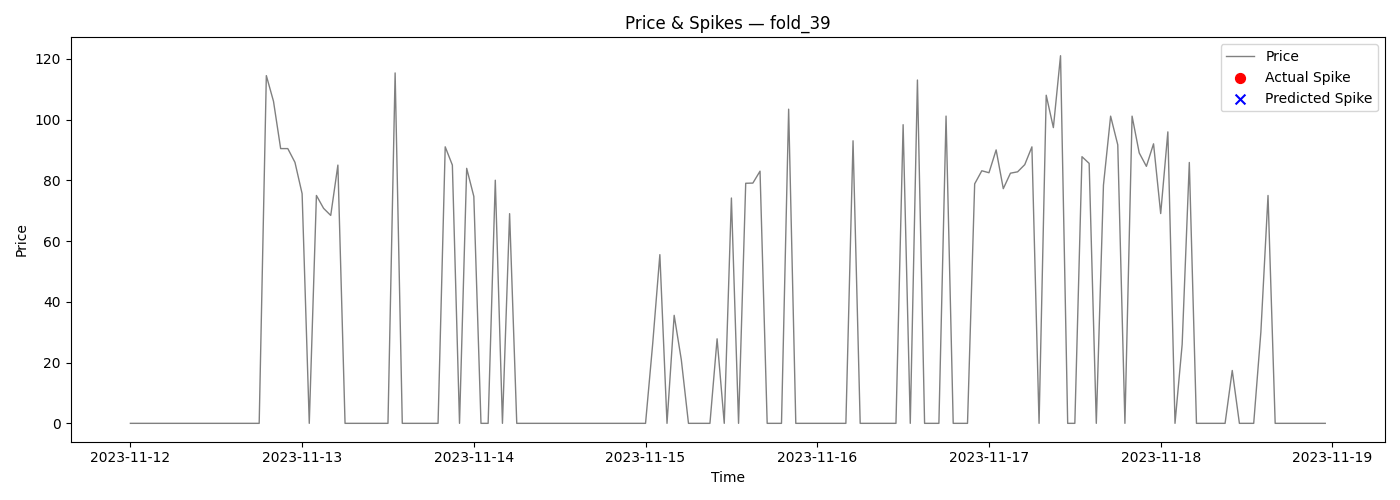 Price & Spikes — fold_39
Price
Actual Spike
Predicted Spike
120
100
80
60
40
20
0
Price
2023-11-12
2023-11-13
2023-11-14
2023-11-15
2023-11-16
2023-11-17
2023-11-18
2023-11-19
Time